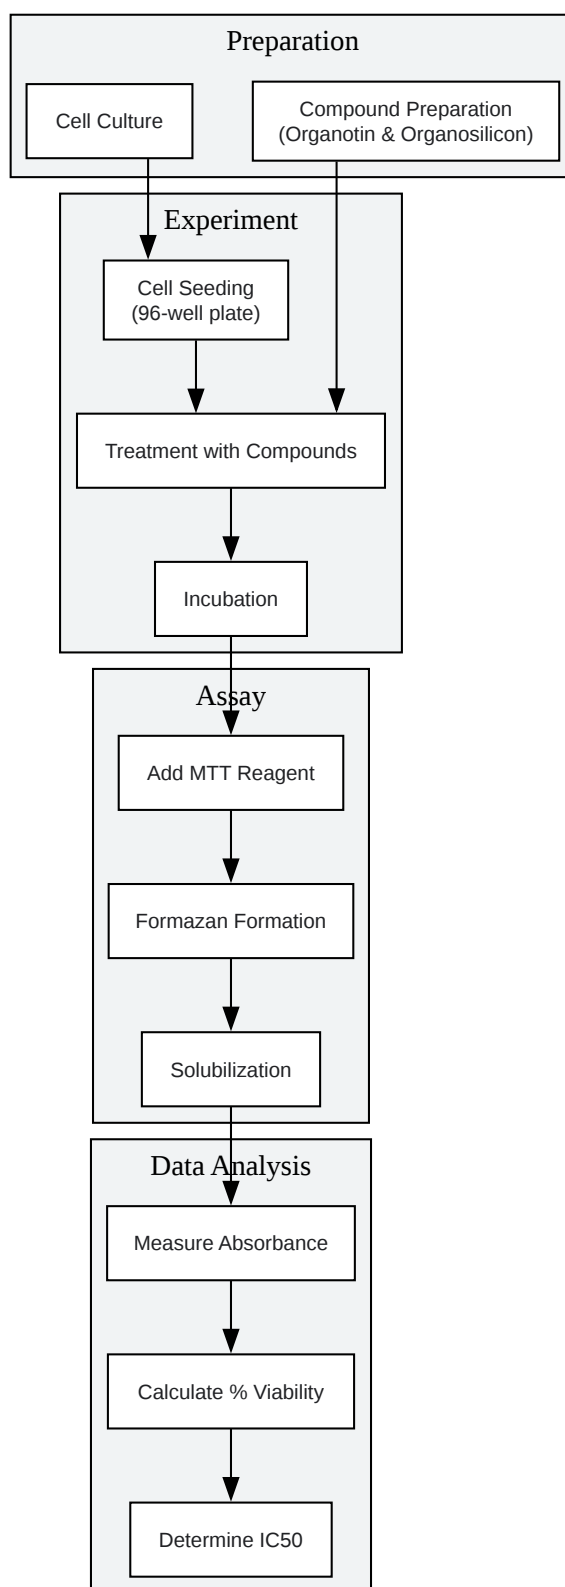 Preparation
Cell Culture
Compound Preparation
(Organotin & Organosilicon)
Experiment
Cell Seeding
(96-well plate)
Treatment with Compounds
Incubation
Assay
Add MTT Reagent
Formazan Formation
Solubilization
Data Analysis
Measure Absorbance
Calculate % Viability
Determine IC50